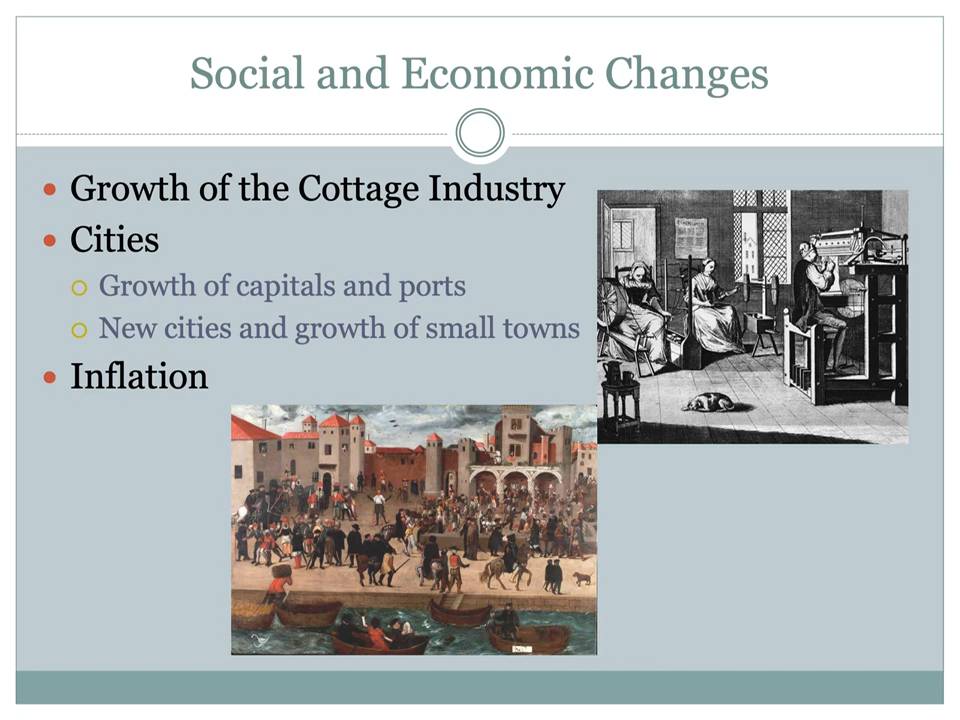 Social and Economic Changes
Growth of the Cottage Industry
Cities
Growth of capitals and ports
New cities and growth of small towns
Inflation